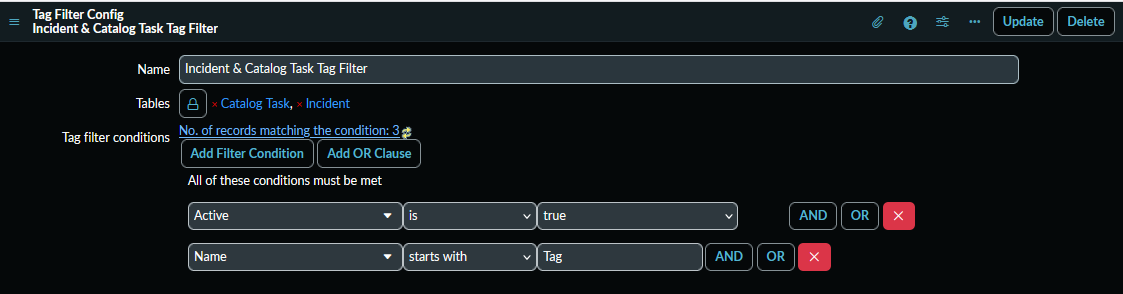 Tag Filter Config
Incident & Catalog Task Tag Filter
Update
Delete
Name
Incident & Catalog Task Tag Filter
Tables
Catalog Task, Incident
Tag filter conditions
No. of records matching the condition: 3
Add Filter Condition
Add OR Clause
All of these conditions must be met
Active
is
true
AND
OR
Name
starts with
Tag
AND
OR